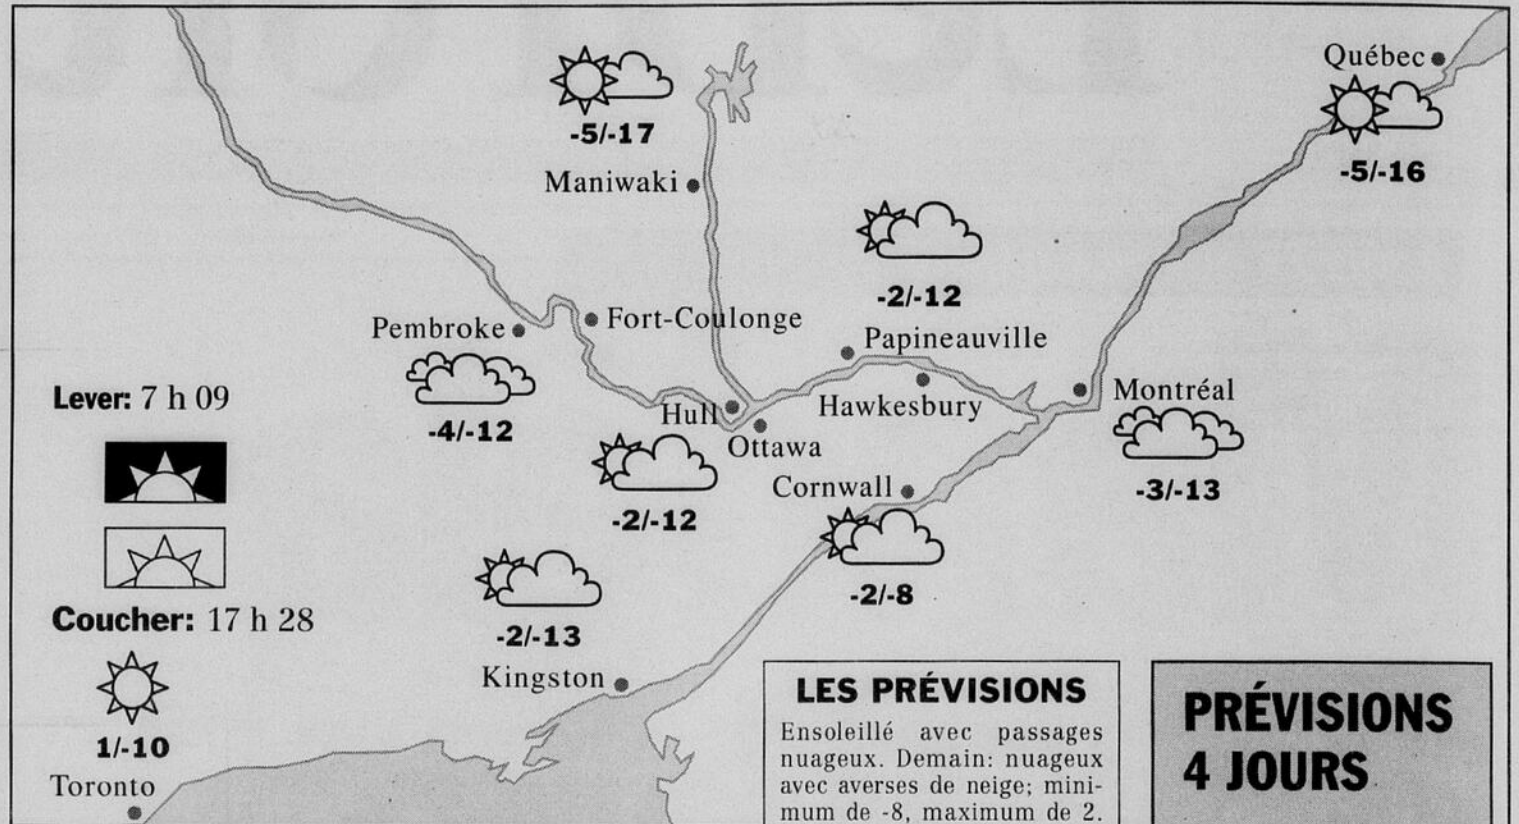 Québec
-5/-17
-5/-16
Maniwaki
-2/-12
Pembroke
Fort-Coulonge
Papineauville
-4/-12
Lever: 7 h 09
Hull
Ottawa
Hawkesbury
Montréal
-3/-13
-2/-12
Cornwall
-2/-8
Coucher: 17 h 28
-2/-13
Kingston
1/-10
Toronto
LES PRÉVISIONS
Ensoleillé avec passages
nuageux. Demain: nuageux
avec averses de neige; mini-
mum de -8, maximum de 2.
PRÉVISIONS
4 JOURS